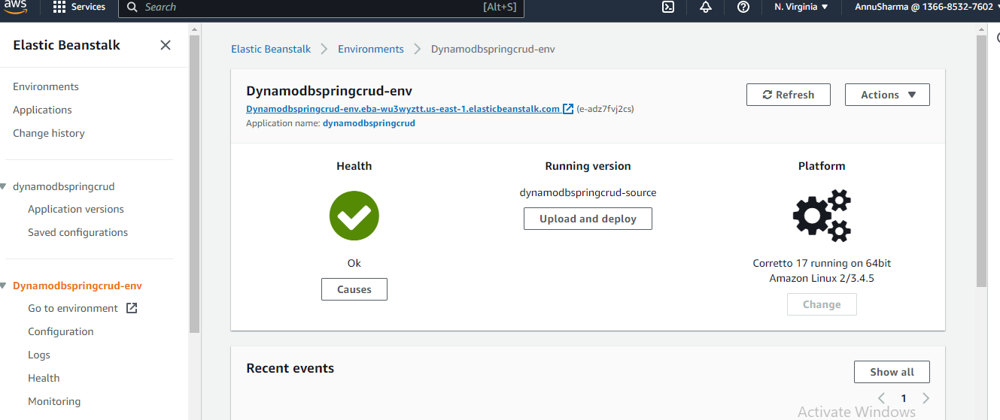 aws
Services
Search
[Alt+S]
N. Virginia
AnnuSharma @ 1366-8532-7602
Elastic Beanstalk
Environments
Applications
Change history
dynamodbspringcrud
Application versions
Saved configurations
Dynamodbspringcrud-env
Go to environment
Configuration
Logs
Health
Monitoring
Elastic Beanstalk > Environments > Dynamodbspringcrud-env
Dynamodbspringcrud-env
Dynamodbspringcrud-env.eba-wu3wyztt.us-east-1.elasticbeanstalk.com (e-adz7fvj2cs)
Application name: dynamodbspringcrud
Refresh
Actions
Health
Ok
Causes
Running version
dynamodbspringcrud-source
Upload and deploy
Platform
Corretto 17 running on 64bit
Amazon Linux 2/3.4.5
Change
Recent events
Show all
1
Activate Windows